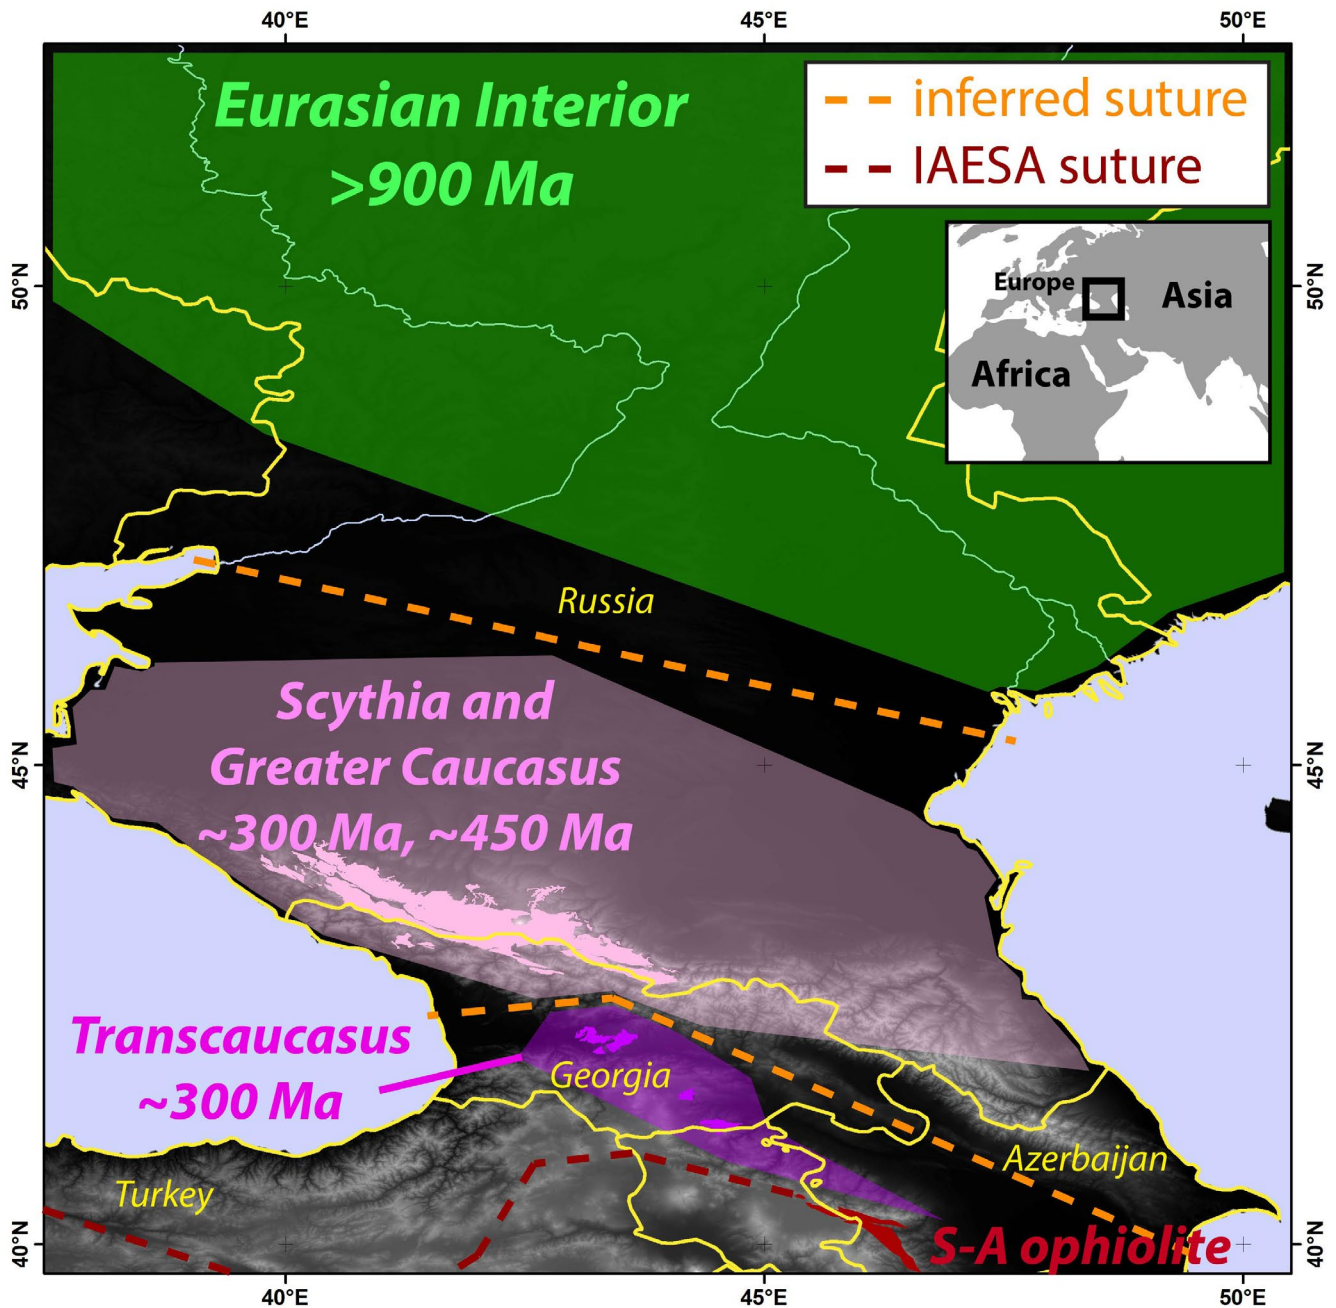 40°E
45°E
50°E
Eurasian Interior
>900 Ma
inferred suture
IAESA suture
50°N
50°N
Europe
Asia
Africa
Russia
Scythia and
Greater Caucasus
~300 Ma, ~450 Ma
45°N
45°N
Transcaucasus
~300 Ma
Georgia
Azerbaijan
Turkey
S-A ophiolite
40°N
40°N
40°E
45°E
50°E